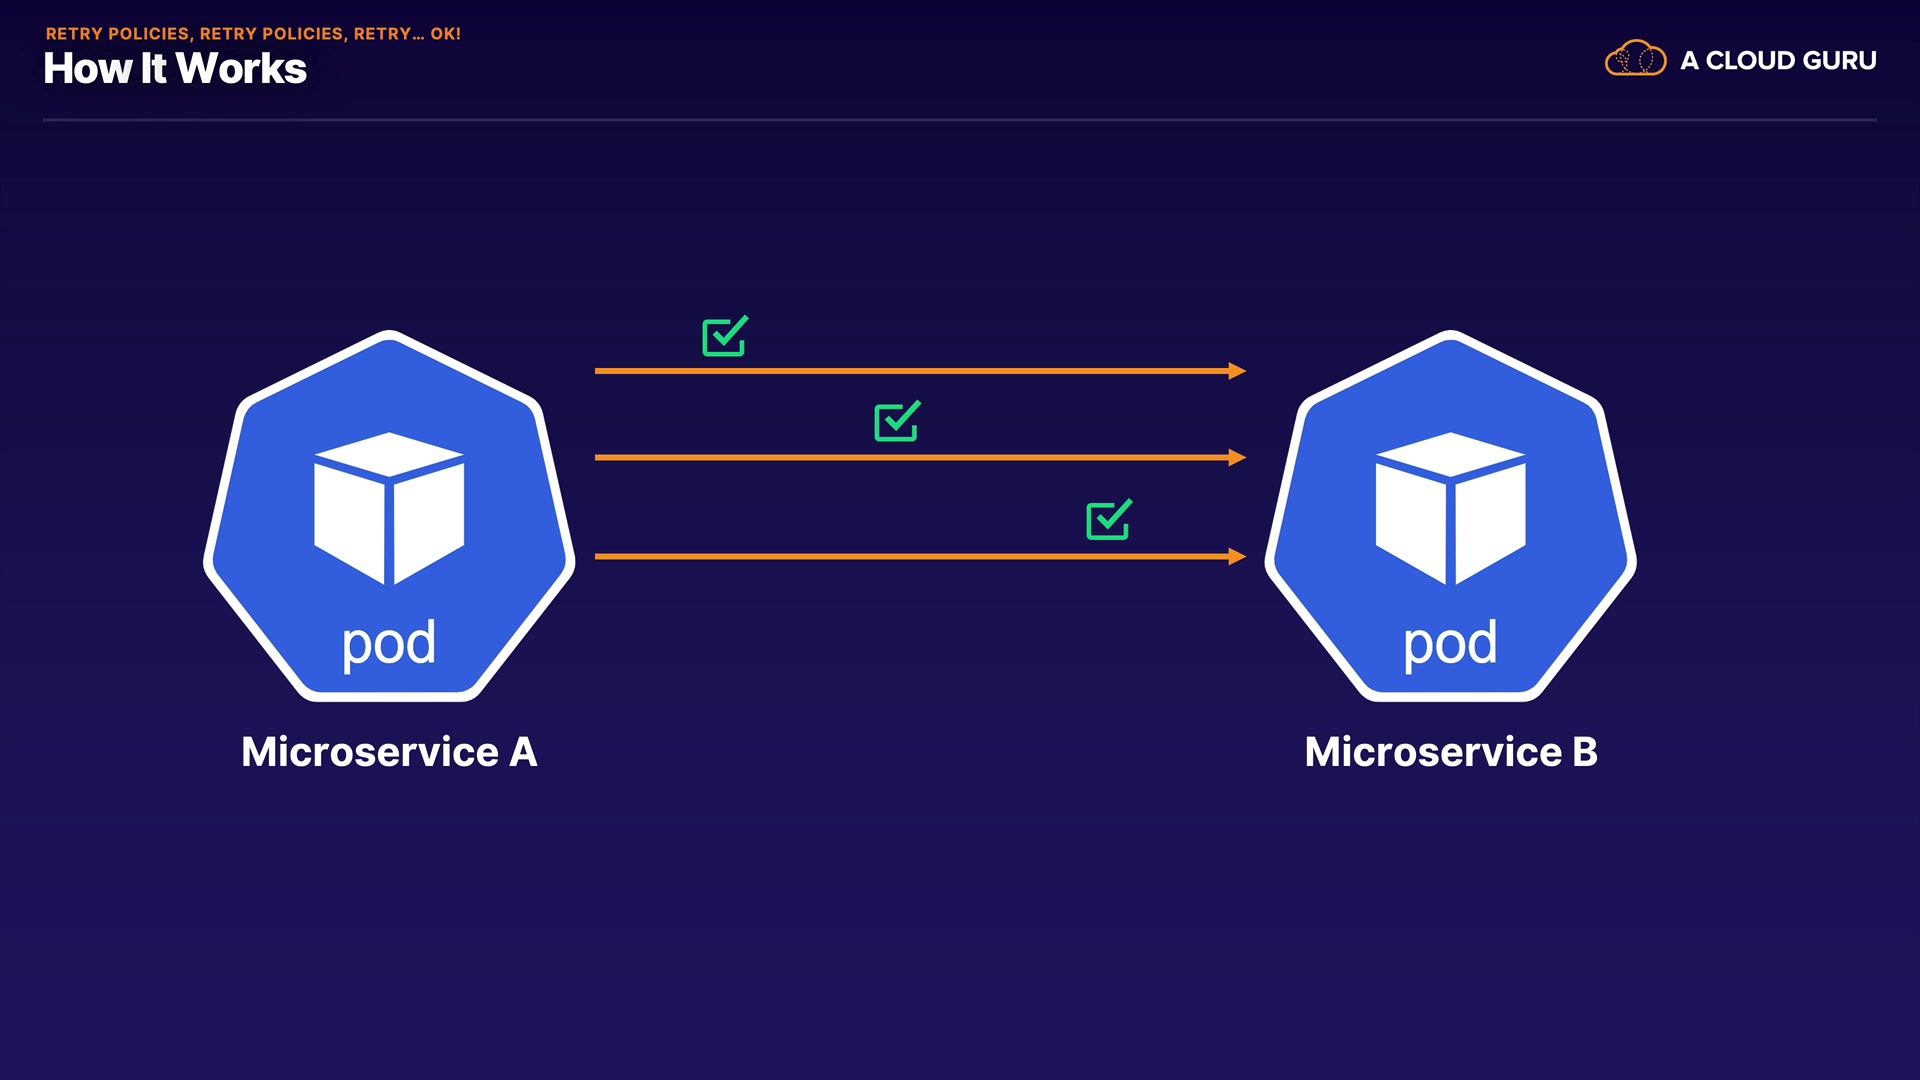 RETRY POLICIES, RETRY POLICIES, RETRY... OK!
How It Works
A CLOUD GURU
pod
pod
Microservice A
Microservice B